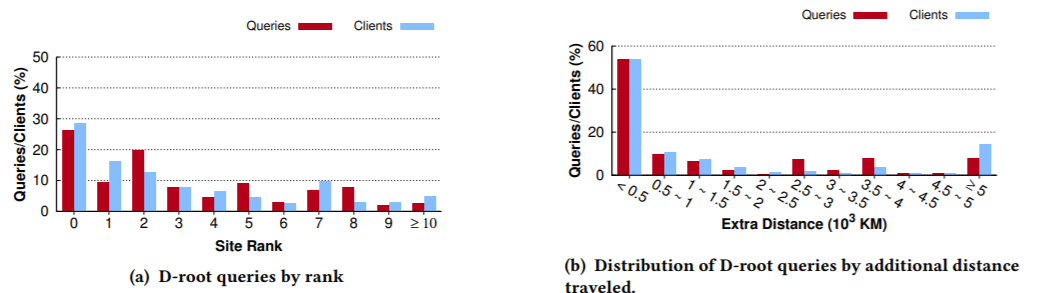 Queries Clients
Queries/Clients (%)
50
40
30
20
10
0
0 1 2 3 4 5 6 7 8 9 ≥ 10
Site Rank
(a) D-root queries by rank
Queries Clients
Queries/Clients (%)
60
40
20
0
< 0.5 0.5 ~ 1 1 ~ 1.5 1.5 ~ 2 2 ~ 2.5 2.5 ~ 3 3 ~ 3.5 3.5 ~ 4 4 ~ 4.5 4.5 ~ 5 ≥ 5
Extra Distance (10³ KM)
(b) Distribution of D-root queries by additional distance
traveled.